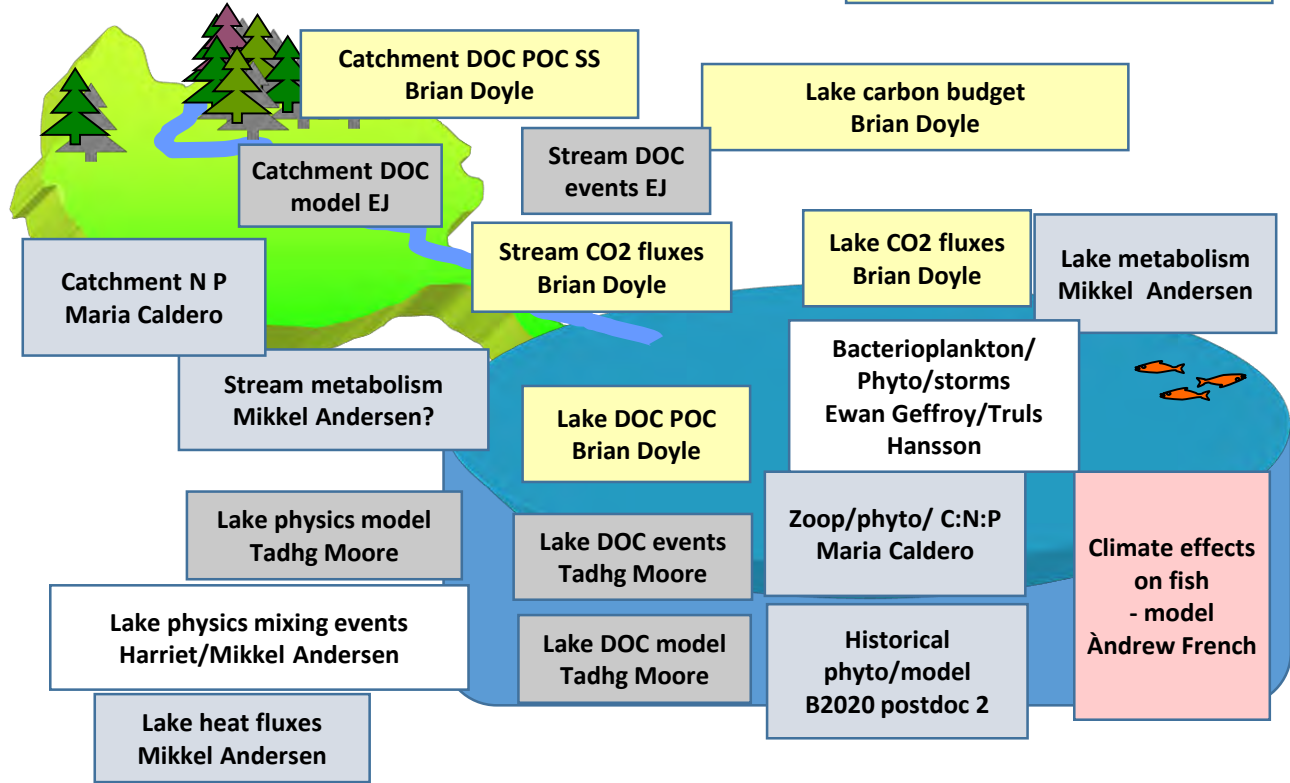 Catchment DOC POC SS
Brian Doyle
Lake carbon budget
Brian Doyle
Stream DOC
events EJ
Catchment DOC
model EJ
Stream CO2 fluxes
Brian Doyle
Lake CO2 fluxes
Brian Doyle
Lake metabolism
Mikkel Andersen
Catchment N P
Maria Caldero
Bacterioplankton/
Phyto/storms
Ewan Geffroy/Truls
Hansson
Stream metabolism
Mikkel Andersen?
Lake DOC POC
Brian Doyle
Lake physics model
Tadhg Moore
Lake DOC events
Tadhg Moore
Zoop/phyto/ C:N:P
Maria Caldero
Climate effects
on fish
- model
Àndrew French
Lake physics mixing events
Harriet/Mikkel Andersen
Lake DOC model
Tadhg Moore
Historical
phyto/model
B2020 postdoc 2
Lake heat fluxes
Mikkel Andersen